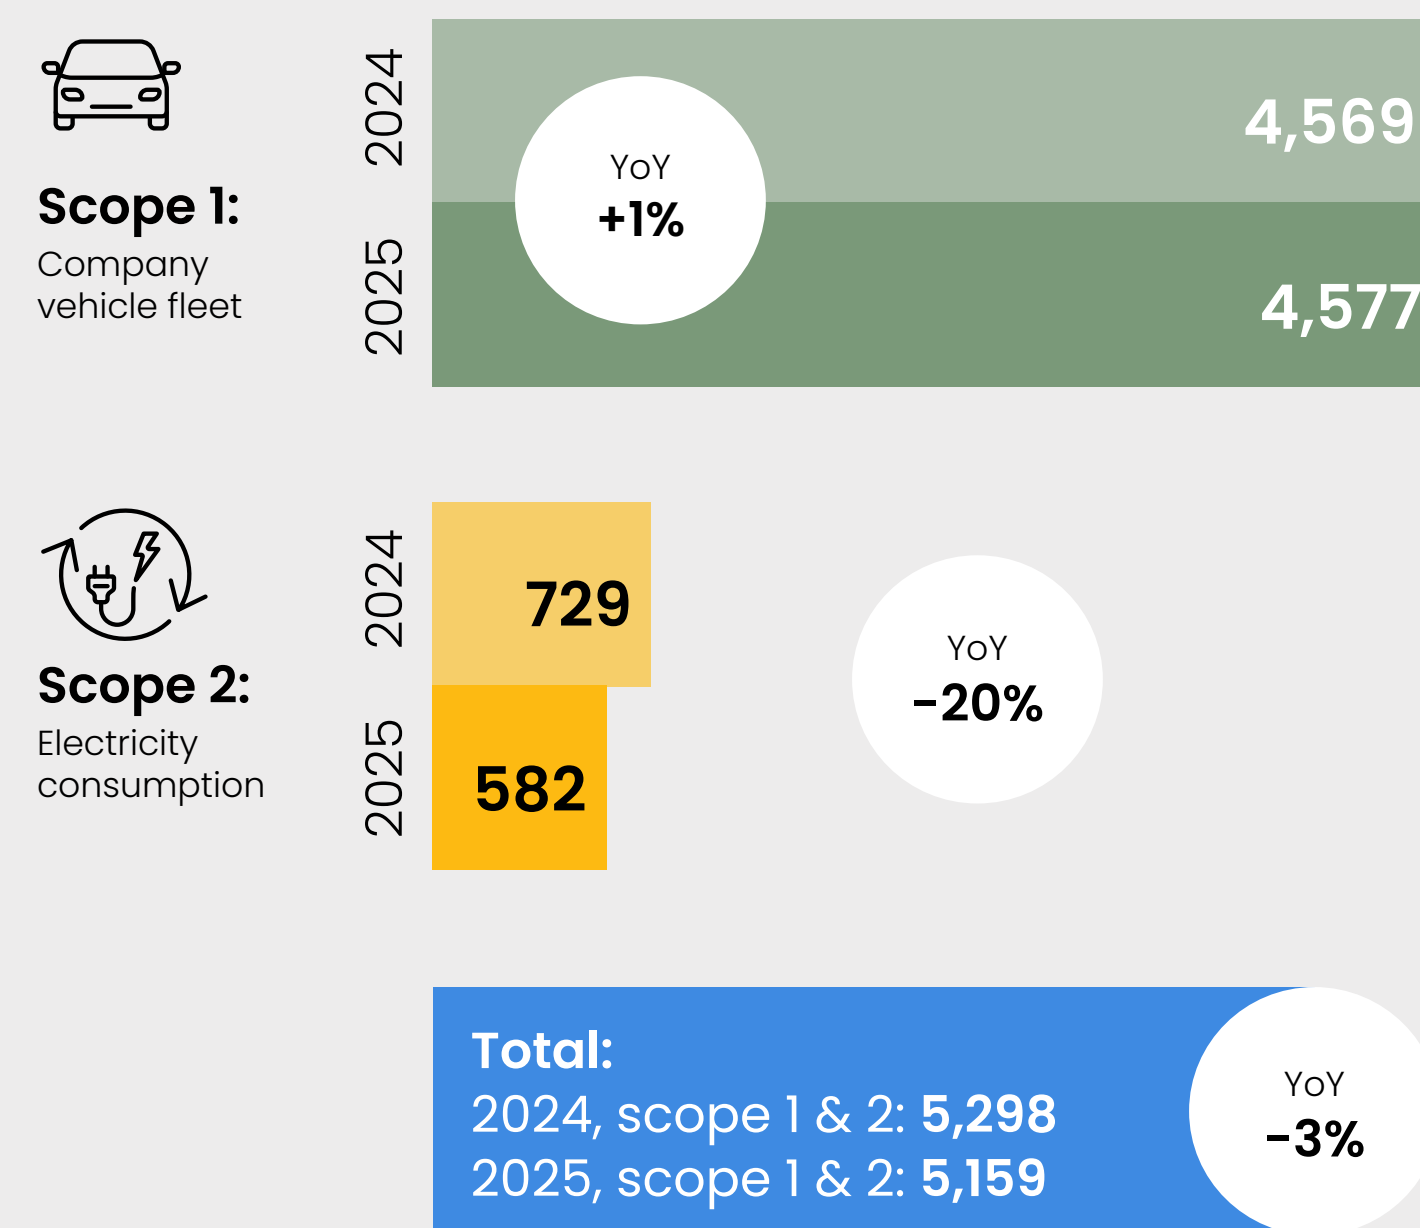 Scope 1:
Company
vehicle fleet
2024
4,569
2025
4,577
YoY
+1%
Scope 2:
Electricity
consumption
2024
729
2025
582
YoY
-20%
Total:
2024, scope 1 & 2: 5,298
2025, scope 1 & 2: 5,159
YoY
-3%